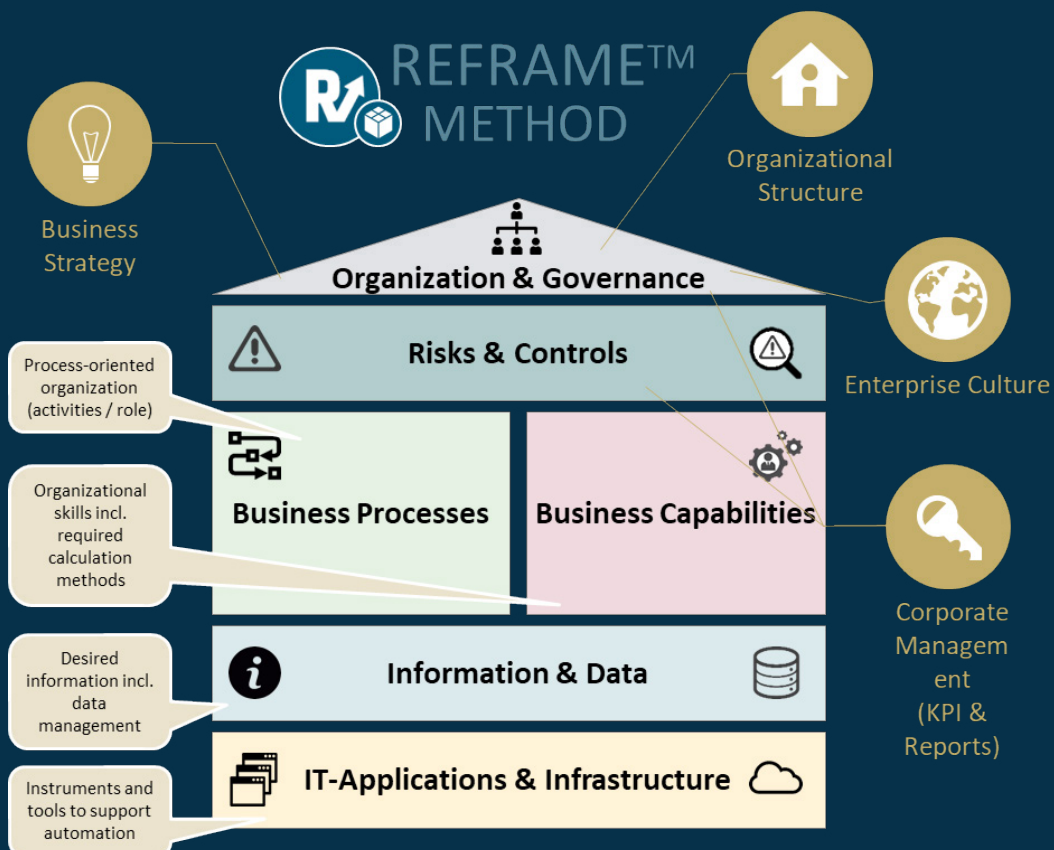 REFRAME™
METHOD
Business
Strategy
Organizational
Structure
Organization & Governance
Risks & Controls
Enterprise Culture
Process-oriented
organization
(activities / role)
Organizational
skills incl.
required
calculation
methods
Business Processes
Business Capabilities
Corporate
Managem
ent
(KPI &
Reports)
Desired
information incl.
data
management
Information & Data
Instruments and
tools to support
automation
IT-Applications & Infrastructure